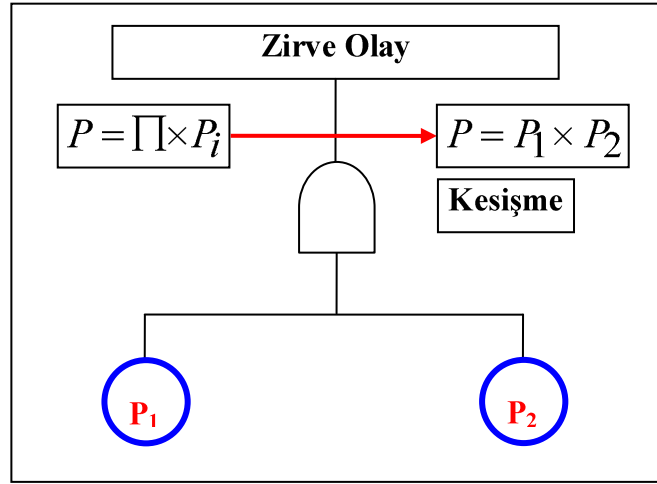 Zirve Olay
P = ∏ × Pi
P = P1 × P2
Kesişme
P1
P2